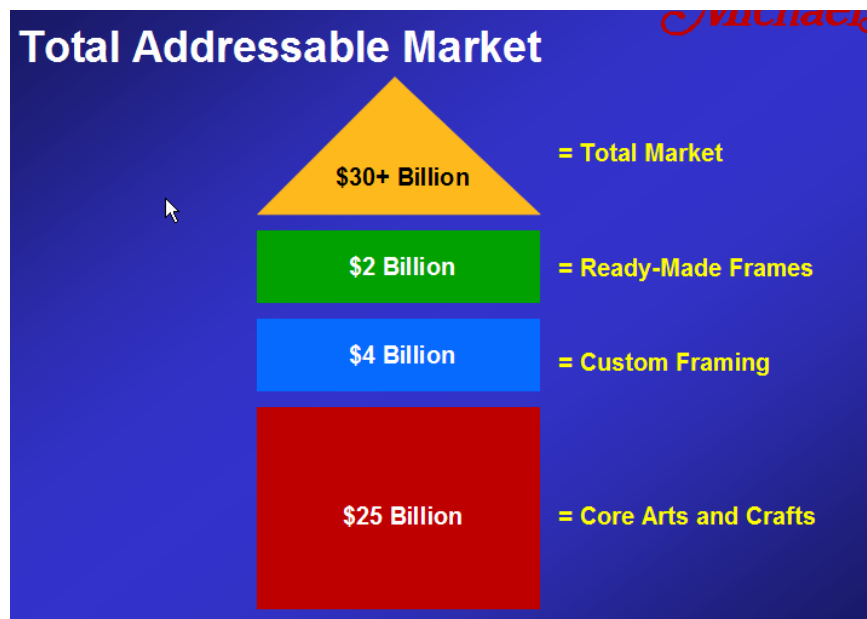 Michaels
Total Addressable Market
$30+ Billion
= Total Market
$2 Billion
= Ready-Made Frames
$4 Billion
= Custom Framing
$25 Billion
= Core Arts and Crafts